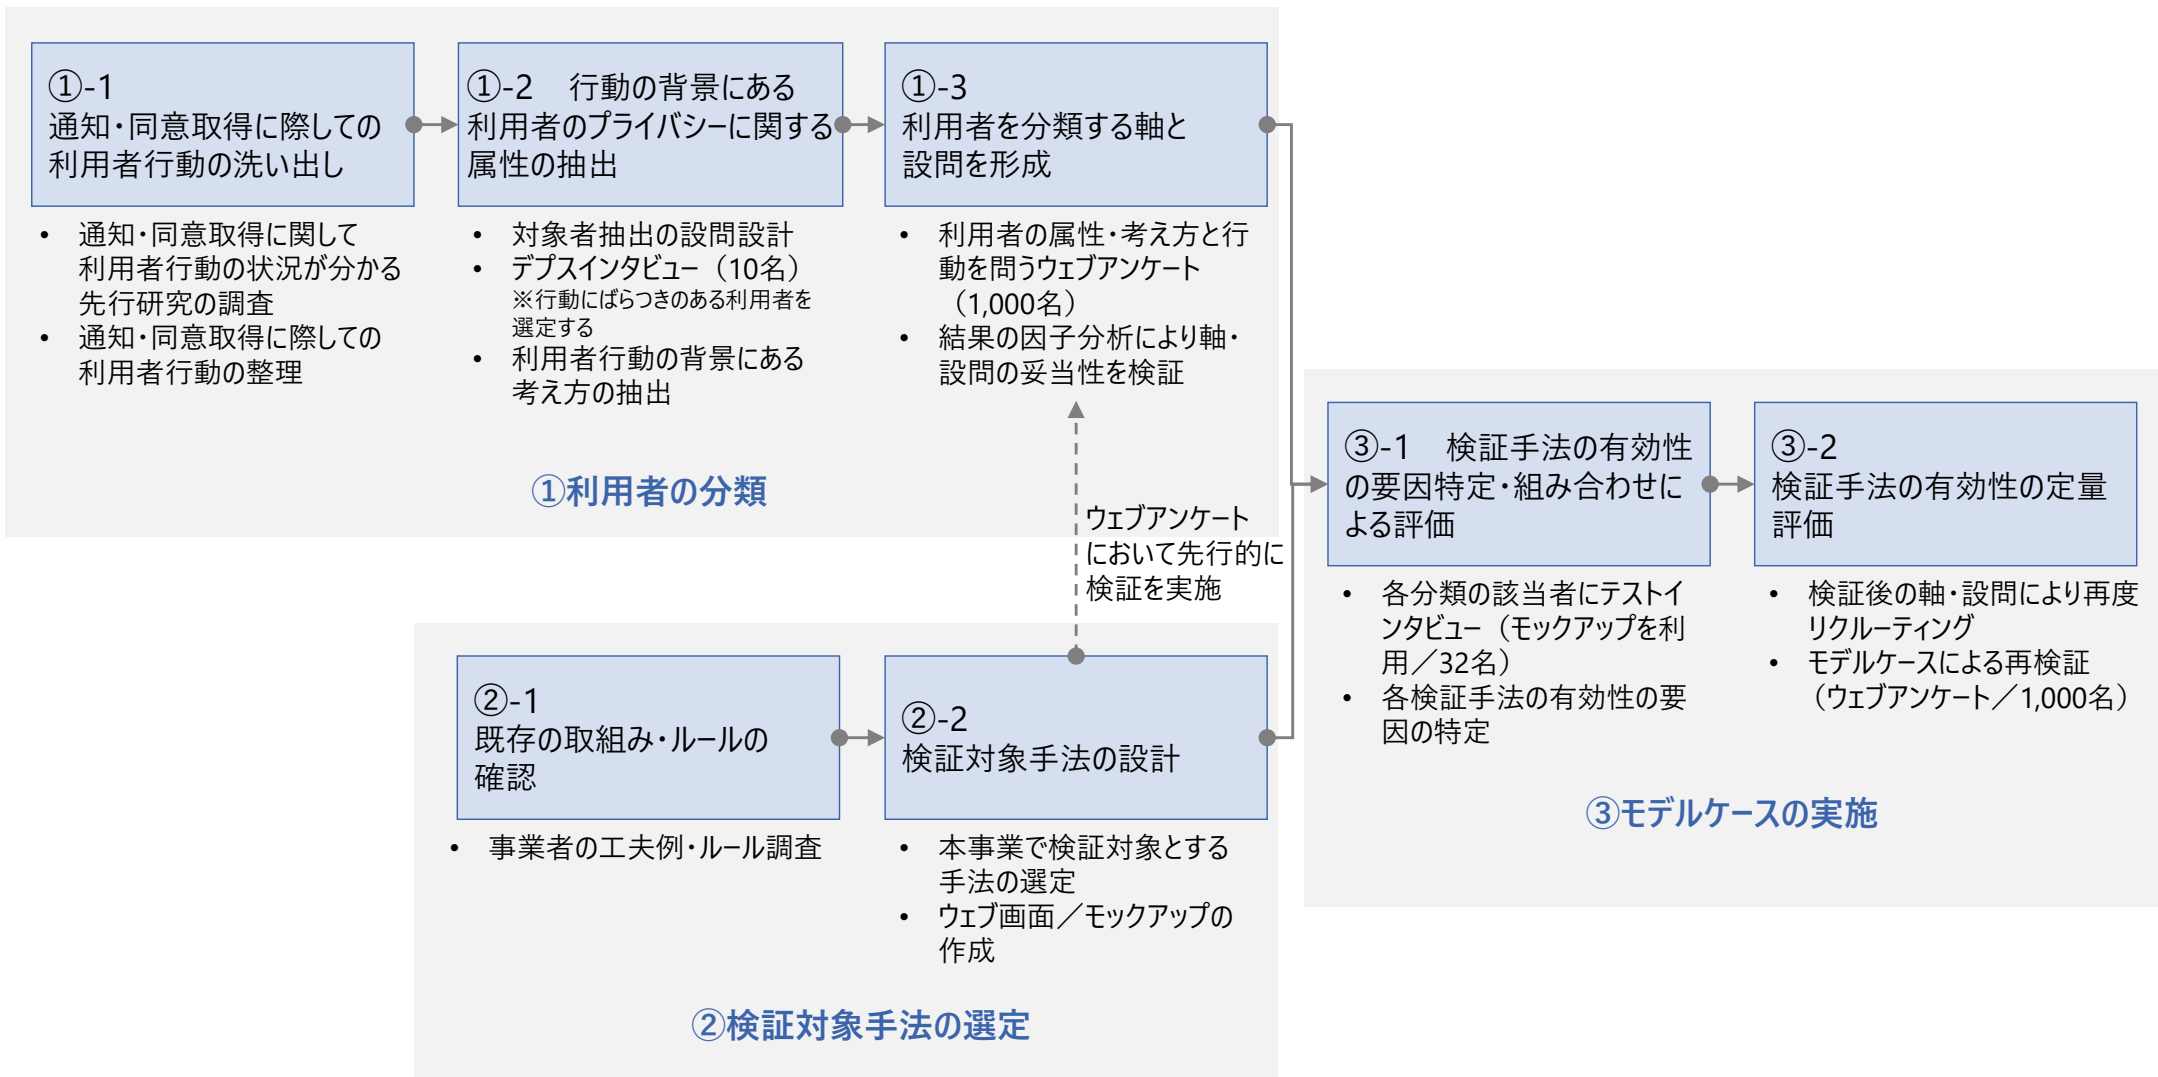 ①-1
通知・同意取得に際しての
利用者行動の洗い出し
• 通知・同意取得に関して
利用者行動の状況が分かる
先行研究の調査
• 通知・同意取得に際しての
利用者行動の整理
①-2　行動の背景にある
利用者のプライバシーに関する
属性の抽出
• 対象者抽出の設問設計
• デプスインタビュー（10名）
※行動にばらつきのある利用者を
選定する
• 利用者行動の背景にある
考え方の抽出
①-3
利用者を分類する軸と
設問を形成
• 利用者の属性・考え方と行
動を問うウェブアンケート
（1,000名）
• 結果の因子分析により軸・
設問の妥当性を検証
①利用者の分類
ウェブアンケート
において先行的に
検証を実施
②-1
既存の取組み・ルールの
確認
• 事業者の工夫例・ルール調査
②-2
検証対象手法の設計
• 本事業で検証対象とする
手法の選定
• ウェブ画面／モックアップの
作成
②検証対象手法の選定
③-1　検証手法の有効性
の要因特定・組み合わせに
よる評価
• 各分類の該当者にテストイ
ンタビュー（モックアップを利
用／32名）
• 各検証手法の有効性の要
因の特定
③-2
検証手法の有効性の定量
評価
• 検証後の軸・設問により再度
リクルーティング
• モデルケースによる再検証
（ウェブアンケート／1,000名）
③モデルケースの実施